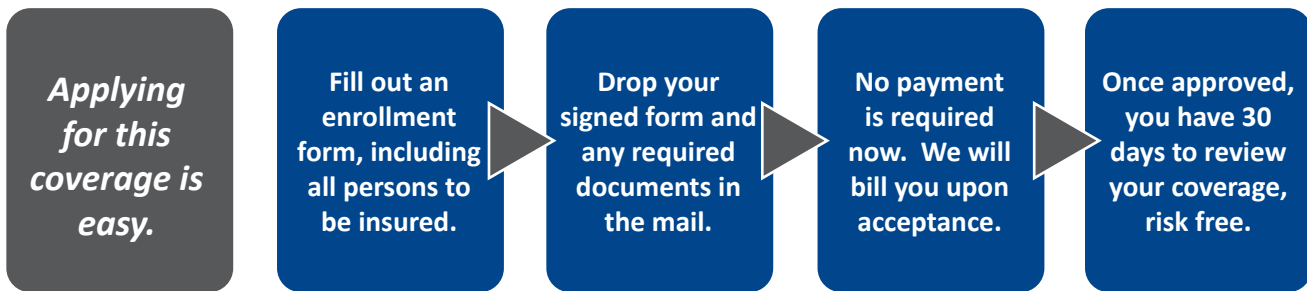 Applying
for this
coverage is
easy.
Fill out an
enrollment
form, including
all persons to
be insured.
Drop your
signed form and
any required
documents in
the mail.
No payment
is required
now.  We will
bill you upon
acceptance.
Once approved,
you have 30
days to review
your coverage,
risk free.